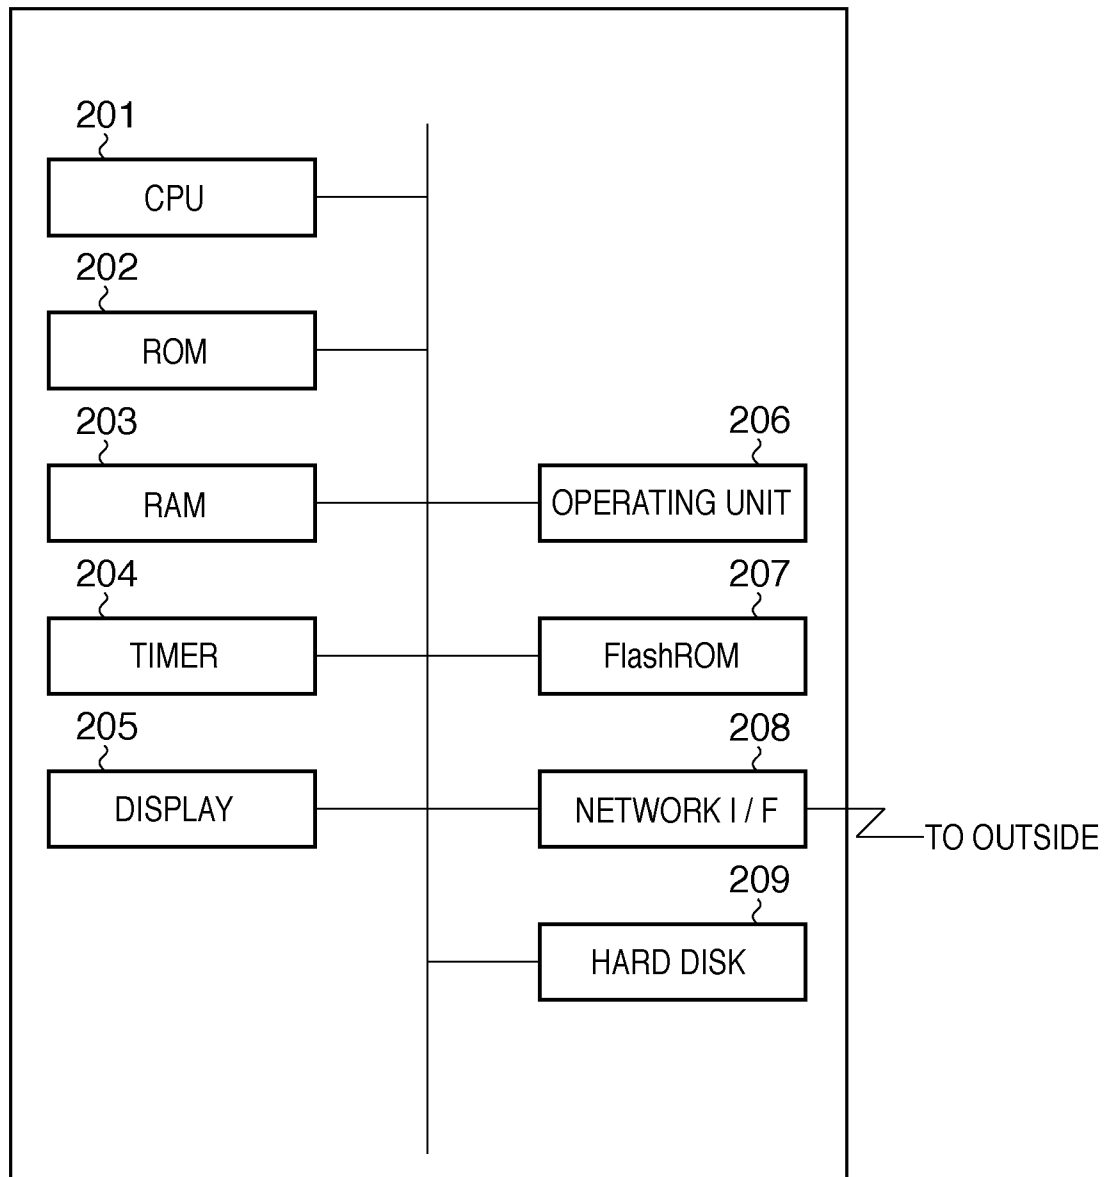 201
CPU
202
ROM
203
RAM
204
TIMER
205
DISPLAY
206
OPERATING UNIT
207
FlashROM
208
NETWORK I / F
TO OUTSIDE
209
HARD DISK